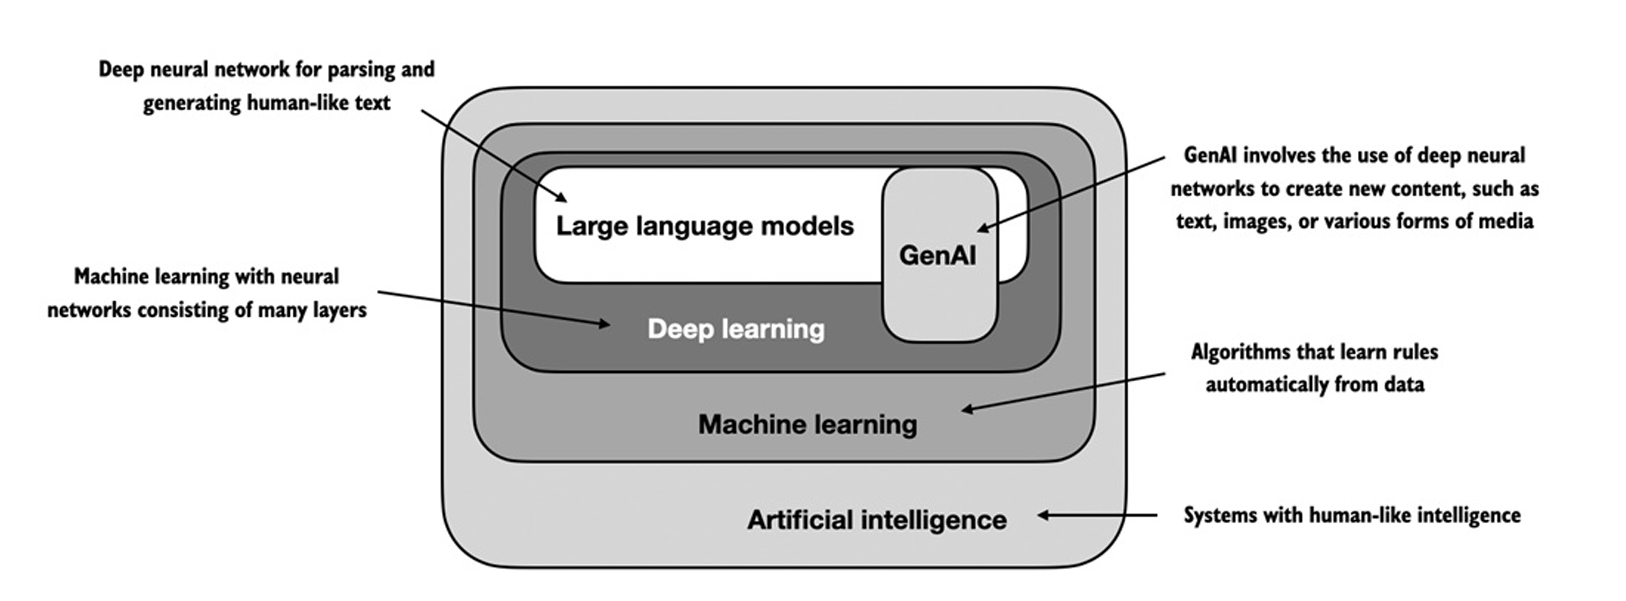 Deep neural network for parsing and
generating human-like text
GenAI involves the use of deep neural
networks to create new content, such as
text, images, or various forms of media
Large language models
GenAI
Machine learning with neural
networks consisting of many layers
Deep learning
Algorithms that learn rules
automatically from data
Machine learning
Artificial intelligence
Systems with human-like intelligence